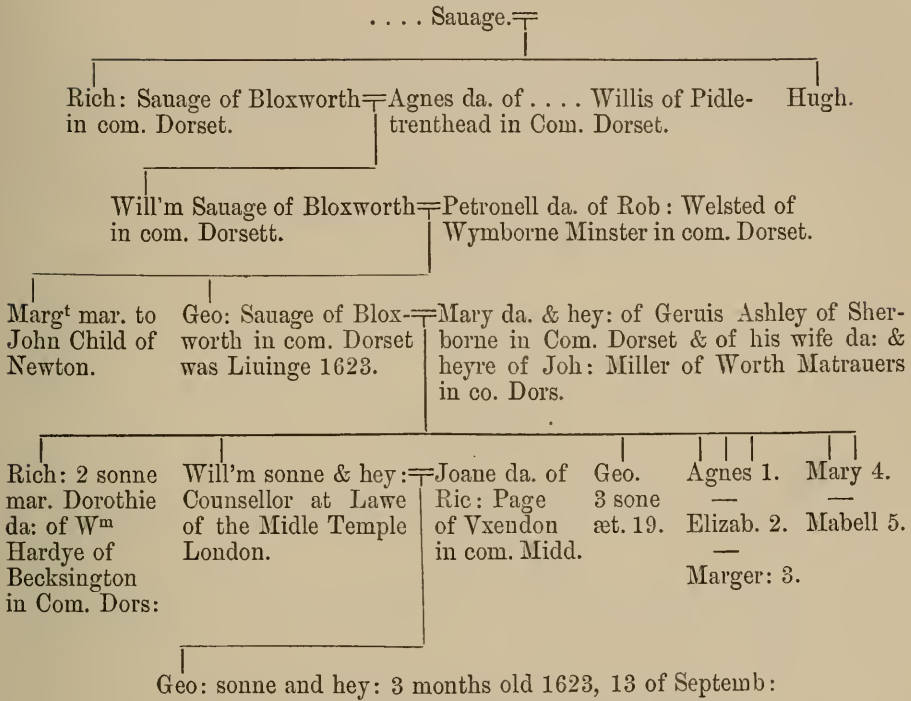 . . . . Sauage.
Rich: Sauage of Bloxworth
in com. Dorset.
Agnes da. of . . . . Willis of Pidle-
trenthead in Com. Dorset.
Hugh.
Will'm Sauage of Bloxworth
in com. Dorsett.
Petronell da. of Rob: Welsted of
Wymborne Minster in com. Dorset.
Margᵗ mar. to
John Child of
Newton.
Geo: Sauage of Blox-
worth in com. Dorset
was Liuinge 1623.
Mary da. & hey: of Geruis Ashley of Sher-
borne in Com. Dorset & of his wife da: &
heyre of Joh: Miller of Worth Matrauers
in co. Dors.
Rich: 2 sonne
mar. Dorothie
da: of Wᵐ
Hardye of
Becksington
in Com. Dors:
Will'm sonne & hey:
Counsellor at Lawe
of the Midle Temple
London.
Joane da. of
Ric: Page
of Vxendon
in com. Midd.
Geo.
3 sone
æt. 19.
Agnes 1.
—
Elizab. 2.
—
Marger: 3.
Mary 4.
—
Mabell 5.
Geo: sonne and hey: 3 months old 1623, 13 of Septemb: